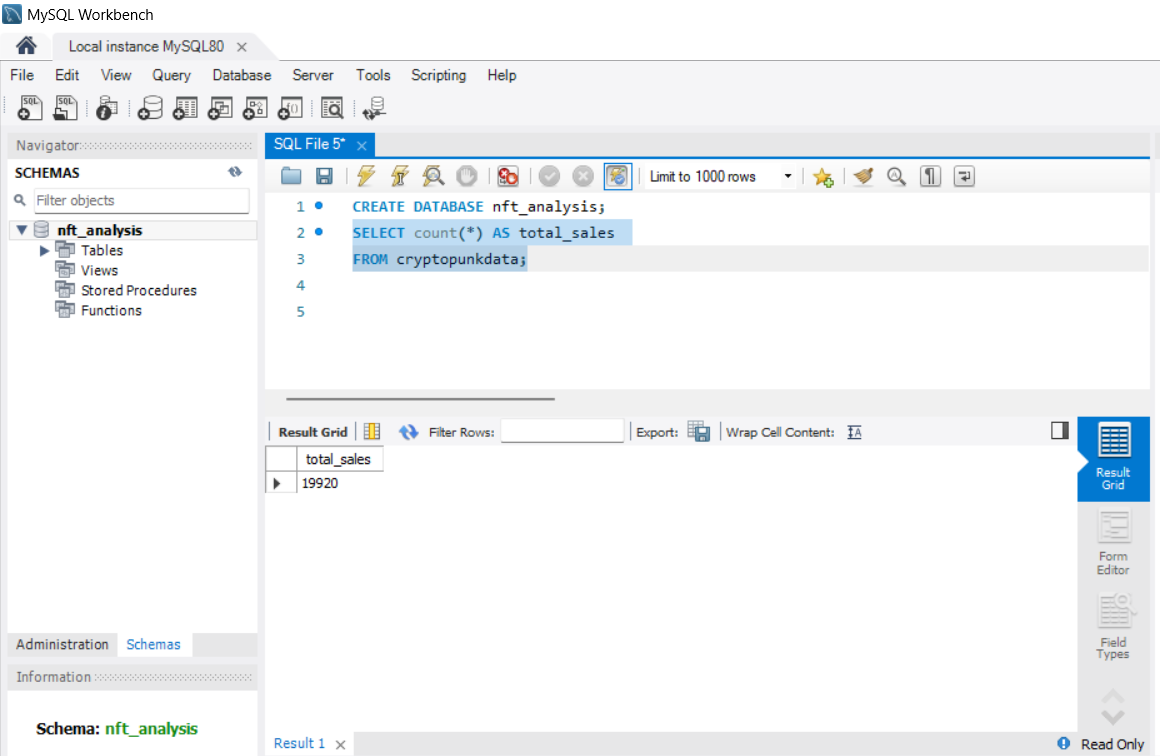 MySQL Workbench
Local instance MySQL80
File Edit View Query Database Server Tools Scripting Help
Navigator
SCHEMAS
Filter objects
nft_analysis
Tables
Views
Stored Procedures
Functions
Administration Schemas
Information
Schema: nft_analysis
SQL File 5*
Limit to 1000 rows
1 CREATE DATABASE nft_analysis;
2 SELECT count(*) AS total_sales
3 FROM cryptopunkdata;
4
5
Result Grid Filter Rows: Export: Wrap Cell Content:
total_sales
19920
Result
Grid
Form
Editor
Field
Types
Result 1
Read Only